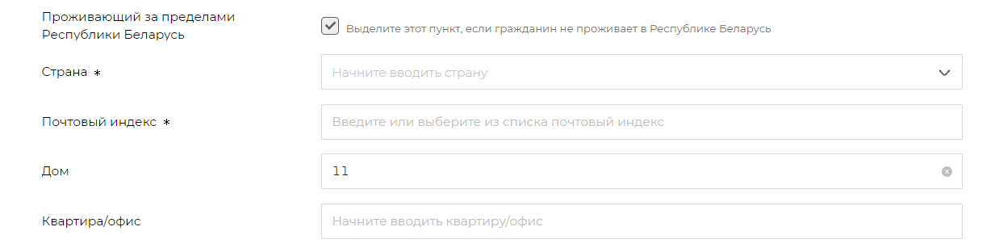 Проживающий за пределами
Республики Беларусь
Выделите этот пункт, если гражданин не проживает в Республике Беларусь
Страна *
Начните вводить страну
Почтовый индекс *
Введите или выберите из списка почтовый индекс
Дом
11
Квартира/офис
Начните вводить квартиру/офис